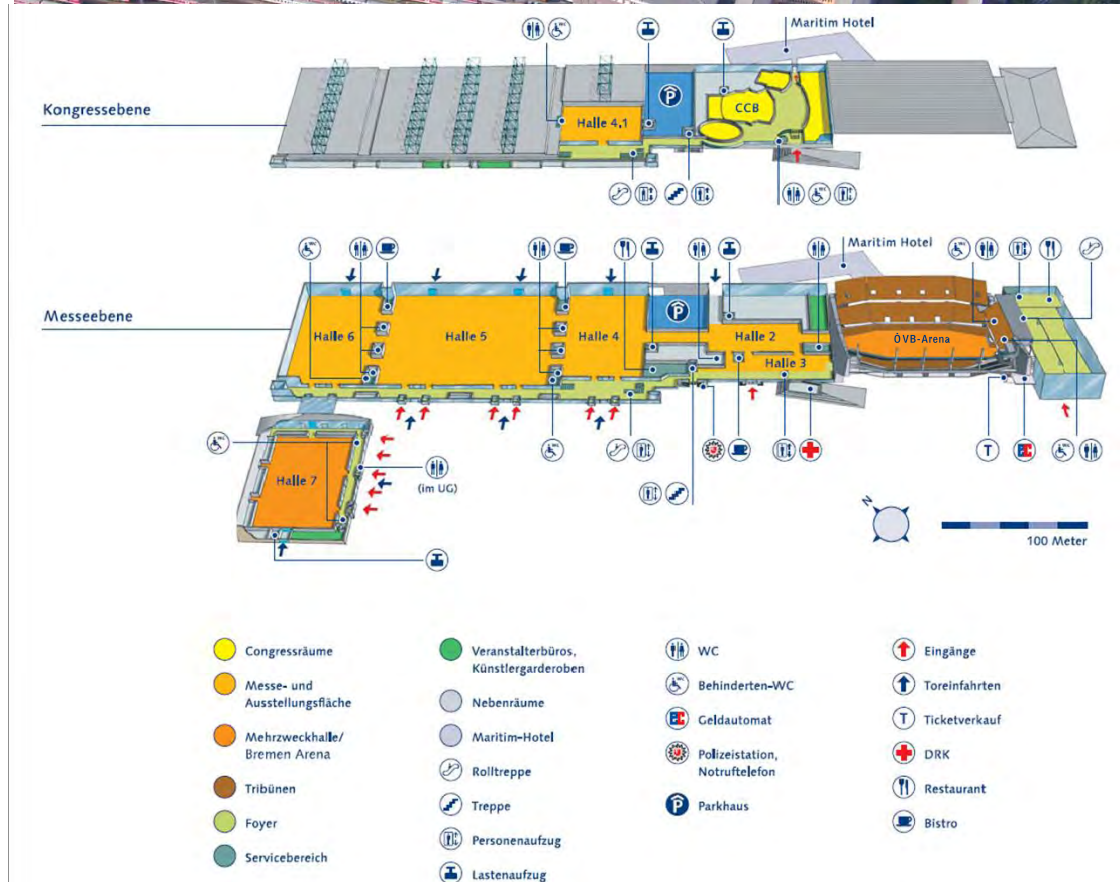 Maritim Hotel
Kongressebene
Halle 4.1
CCB
Maritim Hotel
Messeebene
Halle 6
Halle 5
Halle 4
Halle 2
Halle 3
ÖVB-Arena
Halle 7
(im UG)
T
EC
N
100 Meter
Congressräume
Messe- und
Ausstellungsfläche
Mehrzweckhalle/
Bremen Arena
Tribünen
Foyer
Servicebereich
Veranstalterbüros,
Künstlergarderoben
Nebenräume
Maritim-Hotel
Rolltreppe
Treppe
Personenaufzug
Lastenaufzug
WC
Behinderten-WC
EC Geldautomat
Polizeistation,
Notruftelefon
P Parkhaus
Eingänge
Toreinfahrten
T Ticketverkauf
DRK
Restaurant
Bistro